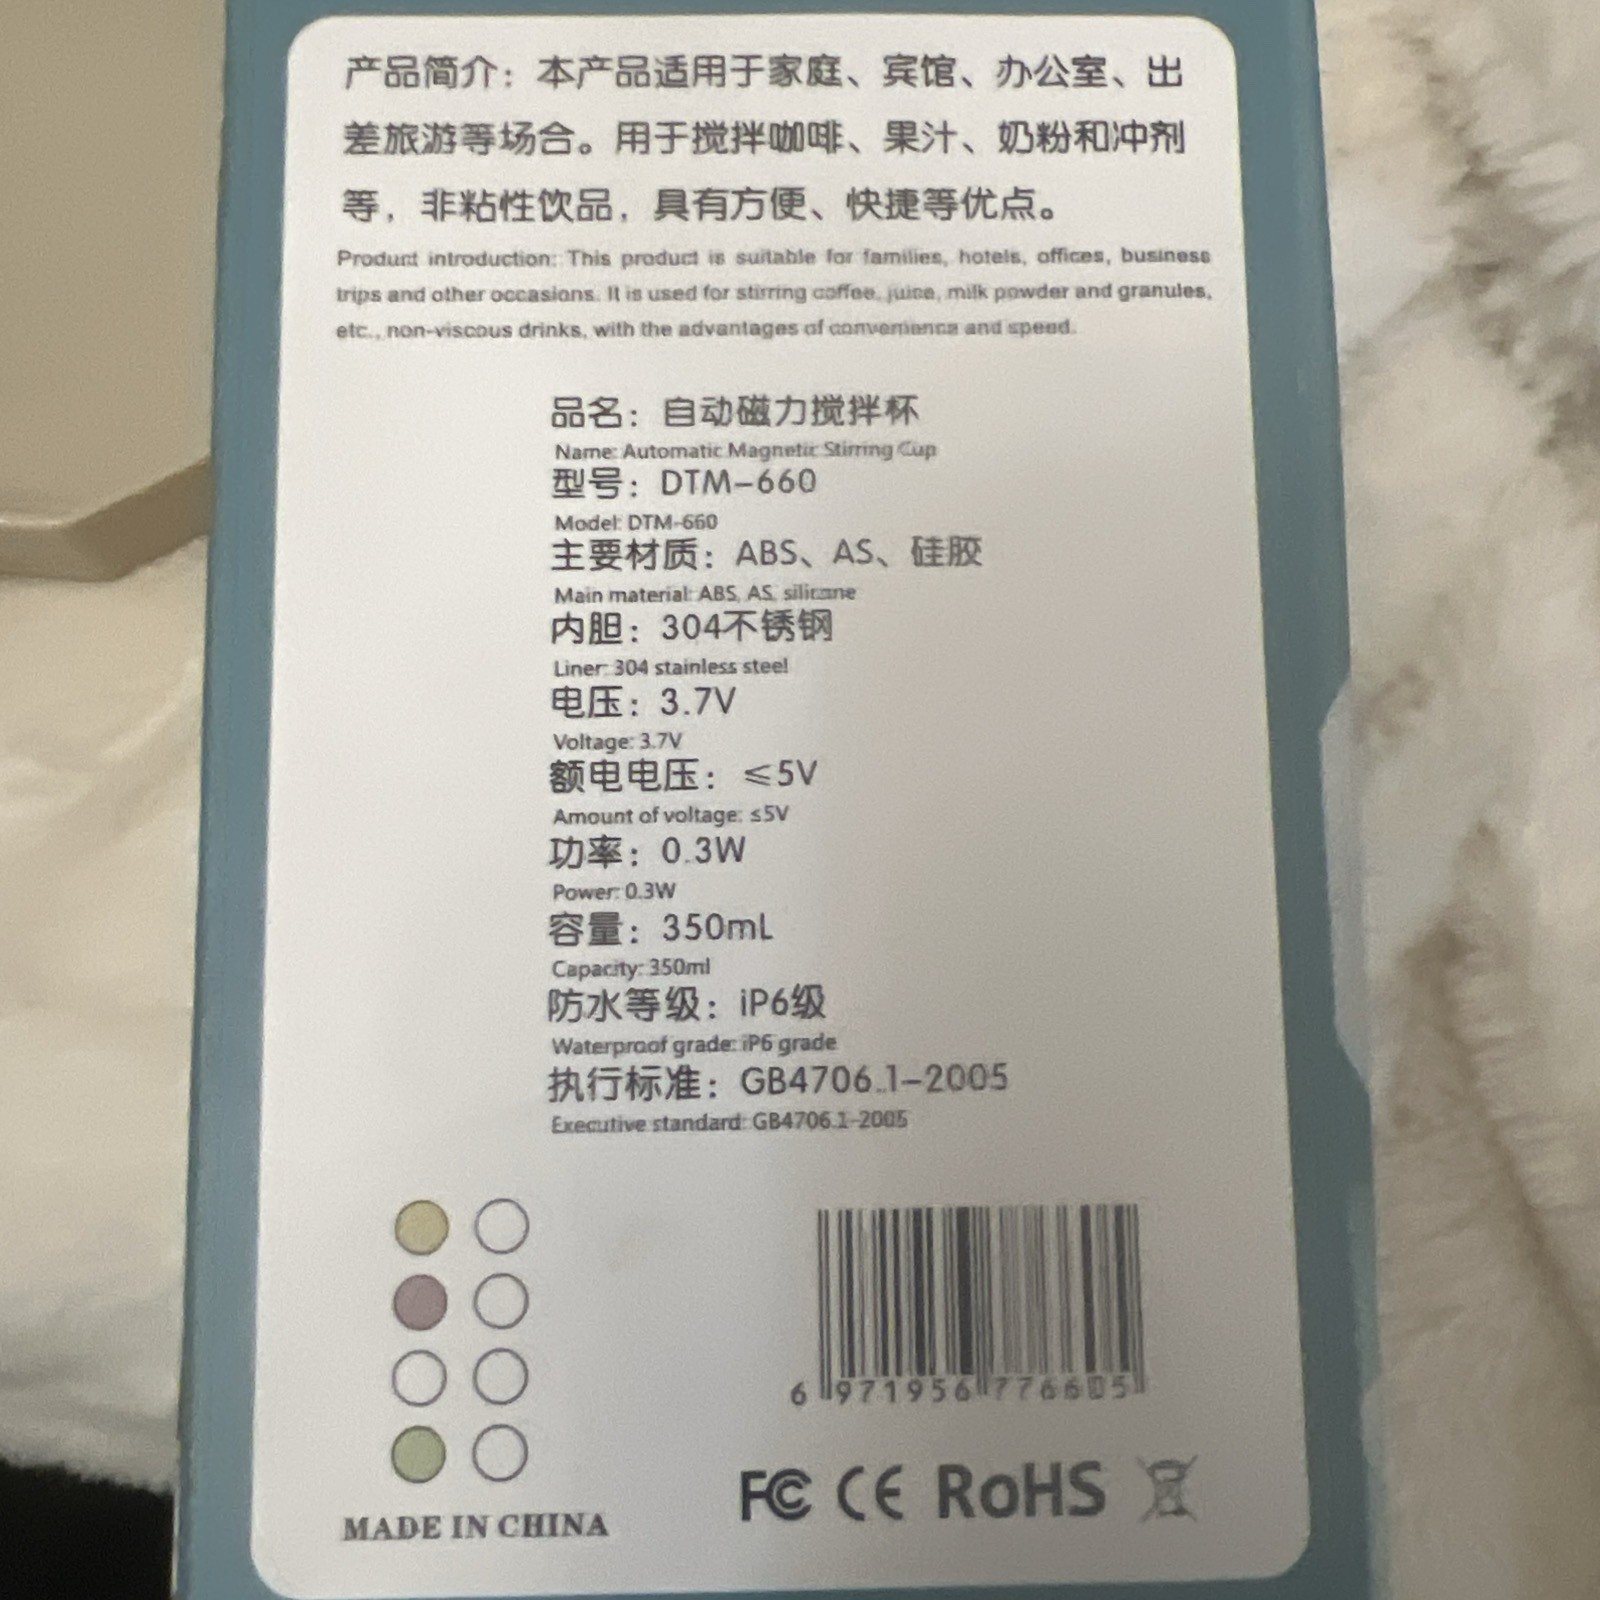 产品简介：本产品适用于家庭、宾馆、办公室、出
差旅游等场合。用于搅拌咖啡、果汁、奶粉和冲剂
等，非粘性饮品，具有方便、快捷等优点。
Product introduction: This product is suitable for families, hotels, offices, business
trips and other occasions. It is used for stirring coffee, juice, milk powder and granules,
etc., non-viscous drinks, with the advantages of convenience and speed.
品名：自动磁力搅拌杯
Name: Automatic Magnetic Stirring Cup
型号：DTM-660
Model: DTM-660
主要材质：ABS、AS、硅胶
Main material: ABS, AS, silicone
内胆：304不锈钢
Liner: 304 stainless steel
电压：3.7V
Voltage: 3.7V
额电电压：≤5V
Amount of voltage: ≤5V
功率：0.3W
Power: 0.3W
容量：350mL
Capacity: 350ml
防水等级：iP6级
Waterproof grade: iP6 grade
执行标准：GB4706.1-2005
Executive standard: GB4706.1-2005
6 971956 776605
MADE IN CHINA
FC CE RoHS